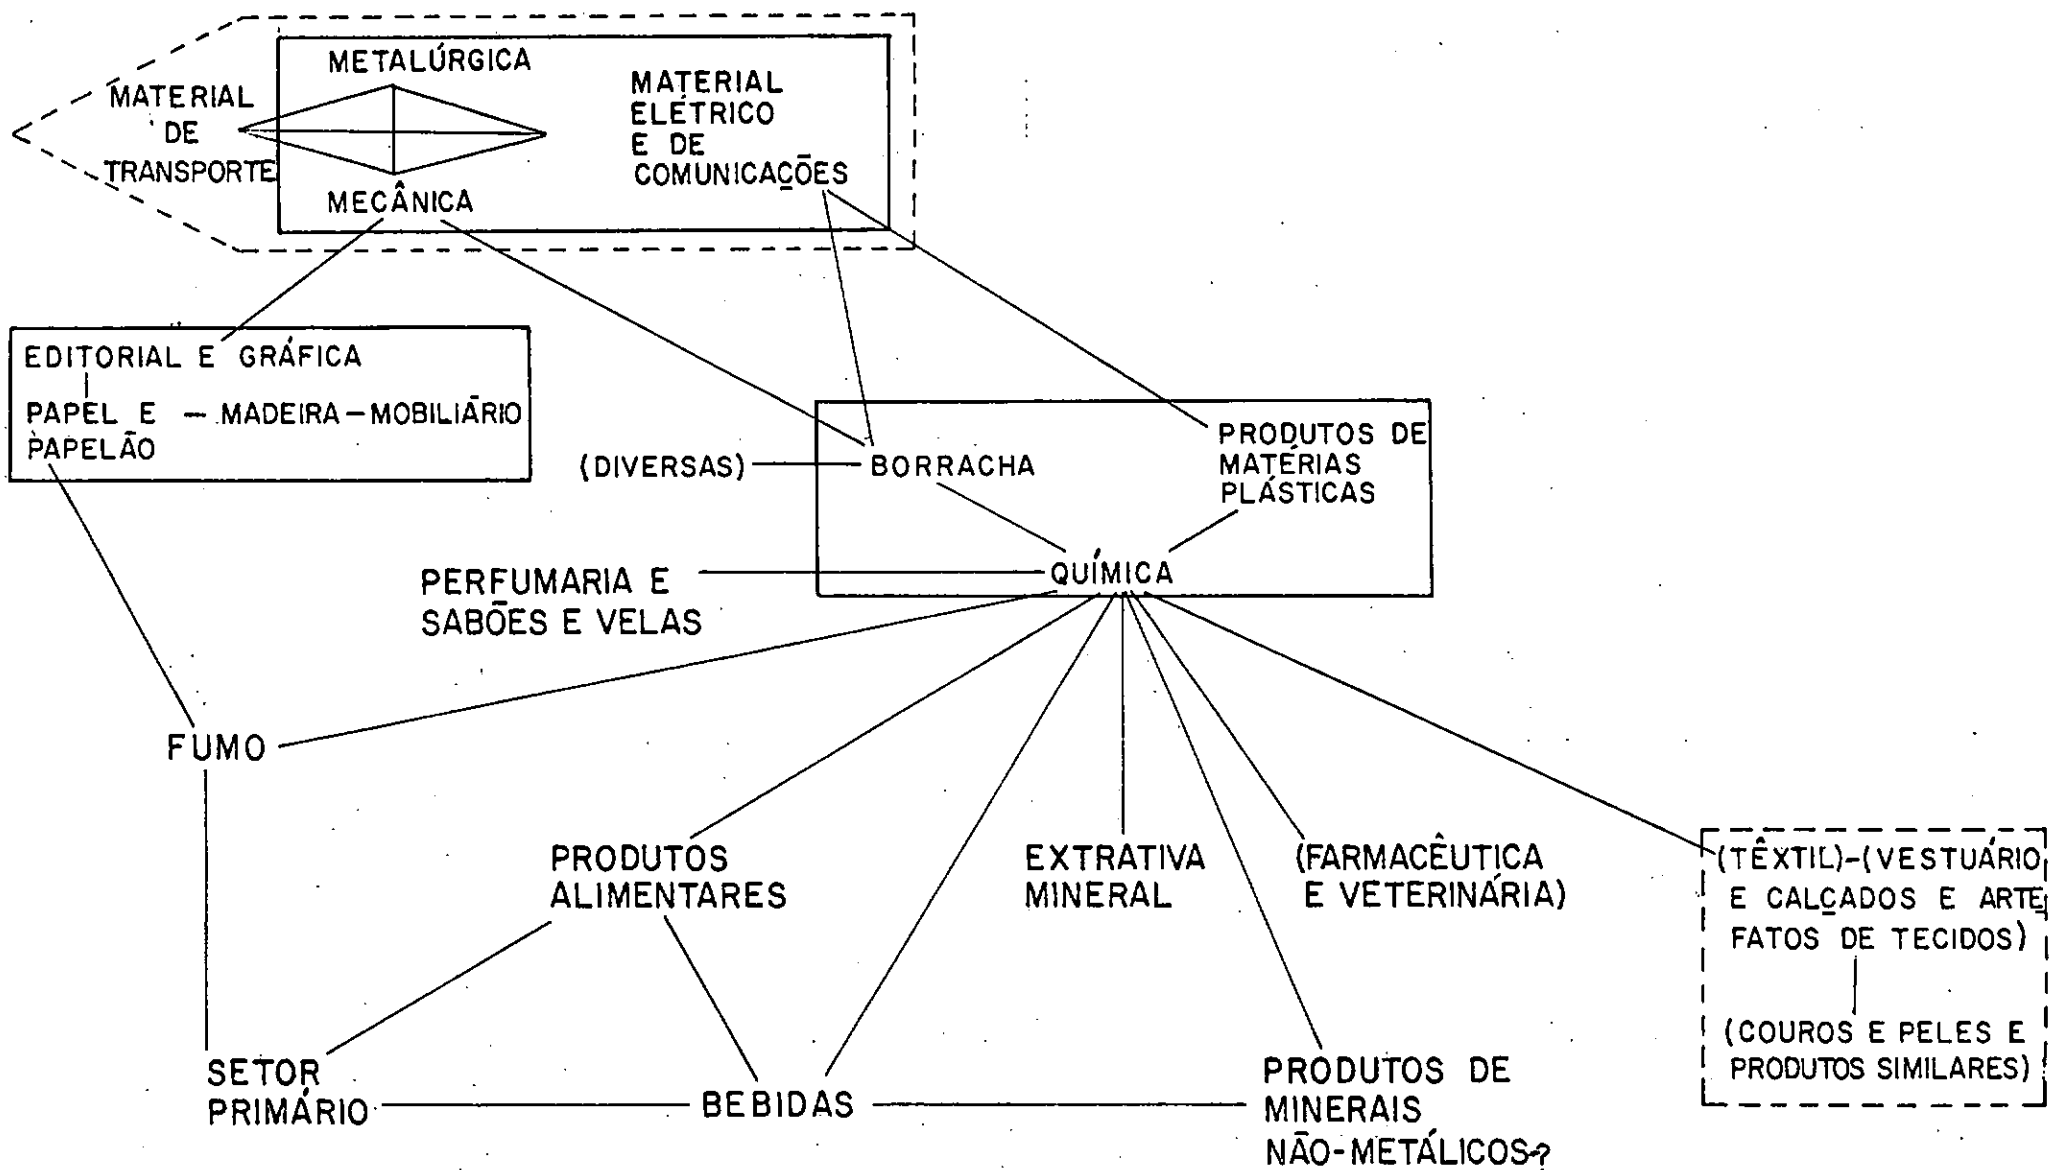 METALÚRGICA
MATERIAL
DE
TRANSPORTE
MATERIAL
ELÉTRICO
E DE
COMUNICAÇÕES
MECÂNICA
EDITORIAL E GRÁFICA
PAPEL E — MADEIRA — MOBILIÁRIO
PAPELÃO
(DIVERSAS)
BORRACHA
PRODUTOS DE
MATÉRIAS
PLÁSTICAS
PERFUMARIA E
SABÕES E VELAS
QUÍMICA
FUMO
PRODUTOS
ALIMENTARES
EXTRATIVA
MINERAL
(FARMACÊUTICA
E VETERINÁRIA)
(TÊXTIL)-(VESTUÁRIO
E CALÇADOS E ARTE
FATOS DE TECIDOS)
(COUROS E PELES E
PRODUTOS SIMILARES)
SETOR
PRIMÁRIO
BEBIDAS
PRODUTOS DE
MINERAIS
NÃO-METÁLICOS-?